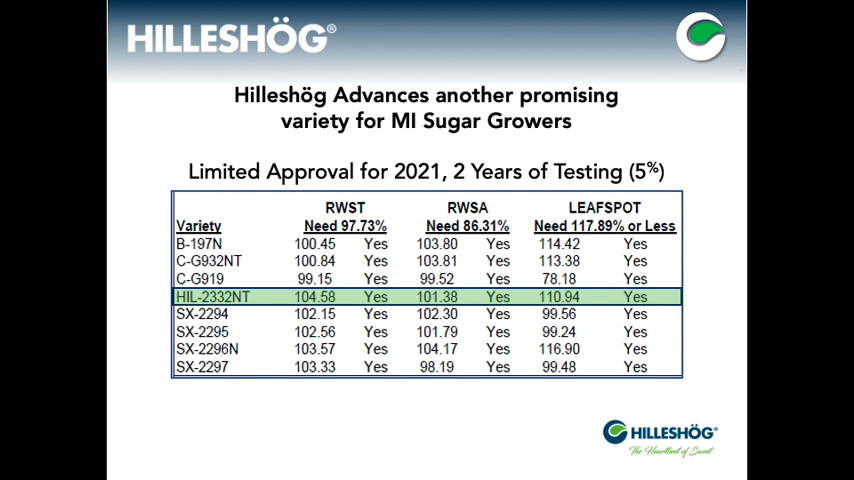 HILLESHÖG®
Hilleshög Advances another promising
variety for MI Sugar Growers
Limited Approval for 2021, 2 Years of Testing (5%)
RWST RWSA LEAFSPOT
Variety Need 97.73% Need 86.31% Need 117.89% or Less
B-197N 100.45 Yes 103.80 Yes 114.42 Yes
C-G932NT 100.84 Yes 103.81 Yes 113.38 Yes
C-G919 99.15 Yes 99.52 Yes 78.18 Yes
HIL-2332NT 104.58 Yes 101.38 Yes 110.94 Yes
SX-2294 102.15 Yes 102.30 Yes 99.56 Yes
SX-2295 102.56 Yes 101.79 Yes 99.24 Yes
SX-2296N 103.57 Yes 104.17 Yes 116.90 Yes
SX-2297 103.33 Yes 98.19 Yes 99.48 Yes
HILLESHÖG®
The Heartbeet of Sweet